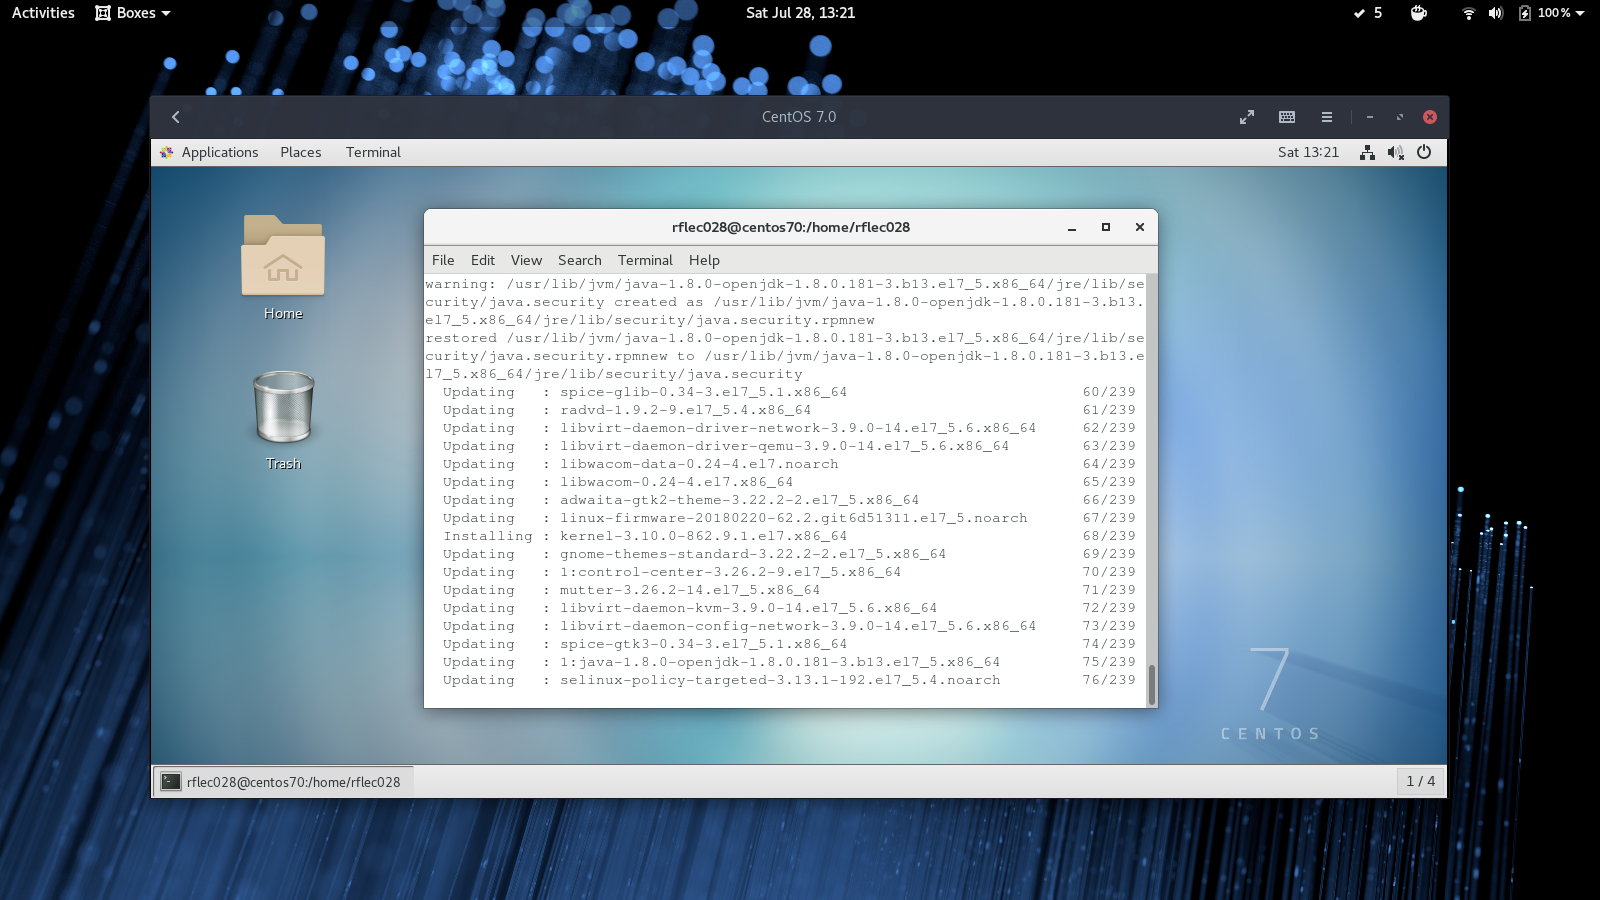 Activities Boxes Sat Jul 28, 13:21 5 100%
CentOS 7.0
Applications Places Terminal Sat 13:21
Home
Trash
rflec028@centos70:/home/rflec028
File Edit View Search Terminal Help
warning: /usr/lib/jvm/java-1.8.0-openjdk-1.8.0.181-3.b13.el7_5.x86_64/jre/lib/se
curity/java.security created as /usr/lib/jvm/java-1.8.0-openjdk-1.8.0.181-3.b13.
el7_5.x86_64/jre/lib/security/java.security.rpmnew
restored /usr/lib/jvm/java-1.8.0-openjdk-1.8.0.181-3.b13.el7_5.x86_64/jre/lib/se
curity/java.security.rpmnew to /usr/lib/jvm/java-1.8.0-openjdk-1.8.0.181-3.b13.e
l7_5.x86_64/jre/lib/security/java.security
Updating : spice-glib-0.34-3.el7_5.1.x86_64 60/239
Updating : radvd-1.9.2-9.el7_5.4.x86_64 61/239
Updating : libvirt-daemon-driver-network-3.9.0-14.el7_5.6.x86_64 62/239
Updating : libvirt-daemon-driver-qemu-3.9.0-14.el7_5.6.x86_64 63/239
Updating : libwacom-data-0.24-4.el7.noarch 64/239
Updating : libwacom-0.24-4.el7.x86_64 65/239
Updating : adwaita-gtk2-theme-3.22.2-2.el7_5.x86_64 66/239
Updating : linux-firmware-20180220-62.2.git6d51311.el7_5.noarch 67/239
Installing : kernel-3.10.0-862.9.1.el7.x86_64 68/239
Updating : gnome-themes-standard-3.22.2-2.el7_5.x86_64 69/239
Updating : 1:control-center-3.26.2-9.el7_5.x86_64 70/239
Updating : mutter-3.26.2-14.el7_5.x86_64 71/239
Updating : libvirt-daemon-kvm-3.9.0-14.el7_5.6.x86_64 72/239
Updating : libvirt-daemon-config-network-3.9.0-14.el7_5.6.x86_64 73/239
Updating : spice-gtk3-0.34-3.el7_5.1.x86_64 74/239
Updating : 1:java-1.8.0-openjdk-1.8.0.181-3.b13.el7_5.x86_64 75/239
Updating : selinux-policy-targeted-3.13.1-192.el7_5.4.noarch 76/239
7
CENTOS
rflec028@centos70:/home/rflec028 1 / 4